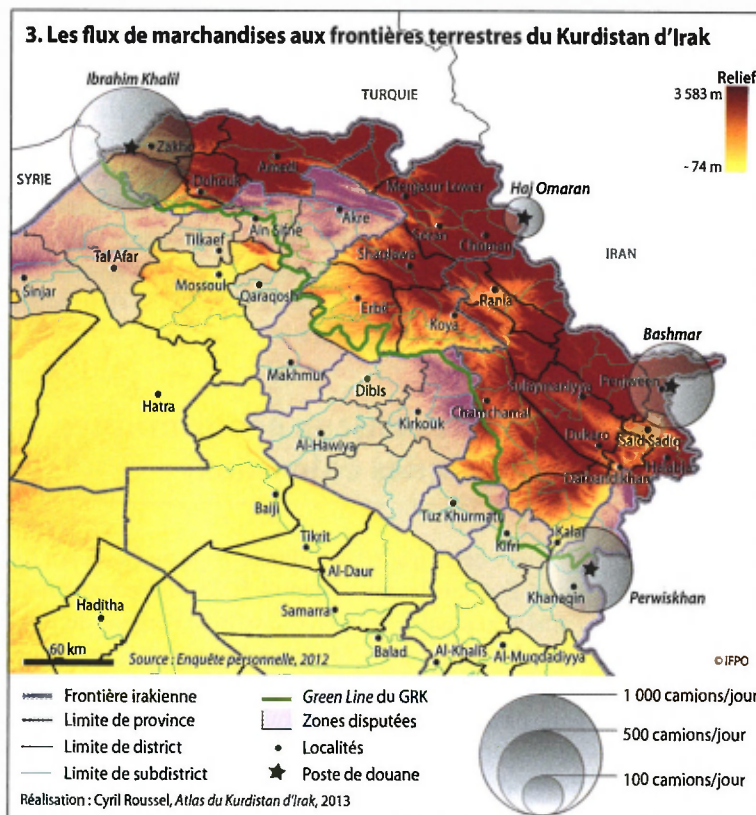 3. Les flux de marchandises aux frontières terrestres du Kurdistan d'Irak
Ibrahim Khalil
TURQUIE
Relief
3 583 m
- 74 m
SYRIE
Zakho
Amedi
Dohouk
Mergasur Lower
Haj Omaran
Akre
Ain Sifne
Soran
Choman
IRAN
Tilkaef
Shaqlawa
Tal Afar
Mossoul
Sinjar
Qaraqosh
Rania
Erbil
Koya
Bashmar
Makhmur
Sulaymaniyya
Penjween
Hatra
Dibls
Chamchamal
Kirkouk
Al-Hawiya
Dukaro
Said Sadiq
Halabja
Darbandikhan
Baiji
Tuz Khurmatu
Tikrit
Kifri
Kalar
Al-Daur
Khanaqin
Perwiskhan
Haditha
Samarra
Balad
Al-Khalis
Al-Muqdadiyya
60 km
Source : Enquête personnelle, 2012
© IFPO
Frontière irakienne
Limite de province
Limite de district
Limite de subdistrict
Green Line du GRK
Zones disputées
Localités
Poste de douane
1 000 camions/jour
500 camions/jour
100 camions/jour
Réalisation : Cyril Roussel, Atlas du Kurdistan d'Irak, 2013